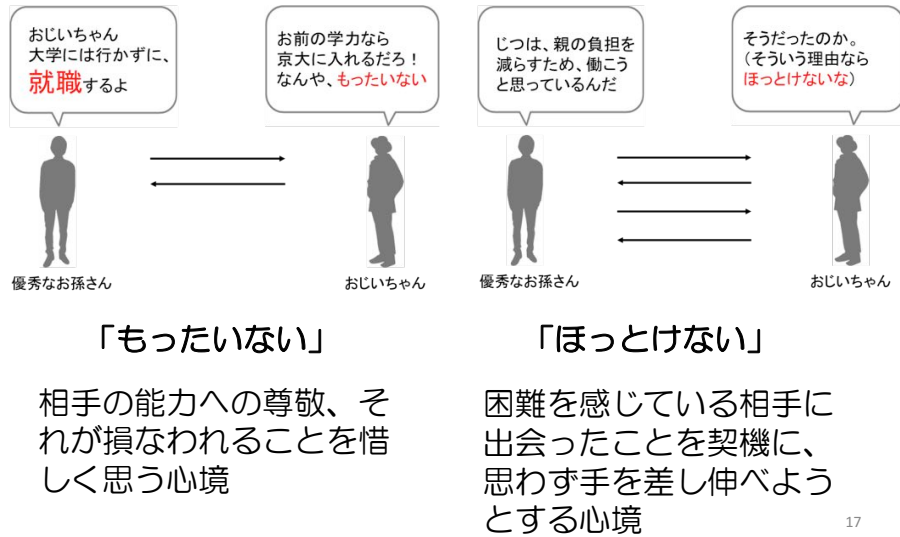 おじいちゃん
大学には行かずに、
就職するよ
お前の学力なら
京大に入れるだろ！
なんや、もったいない
優秀なお孫さん
おじいちゃん
「もったいない」
相手の能力への尊敬、そ
れが損なわれることを惜
しく思う心境
じつは、親の負担を
減らすため、働こう
と思っているんだ
そうだったのか。
（そういう理由なら
ほっとけないな）
優秀なお孫さん
おじいちゃん
「ほっとけない」
困難を感じている相手に
出会ったことを契機に、
思わず手を差し伸べよう
とする心境
17